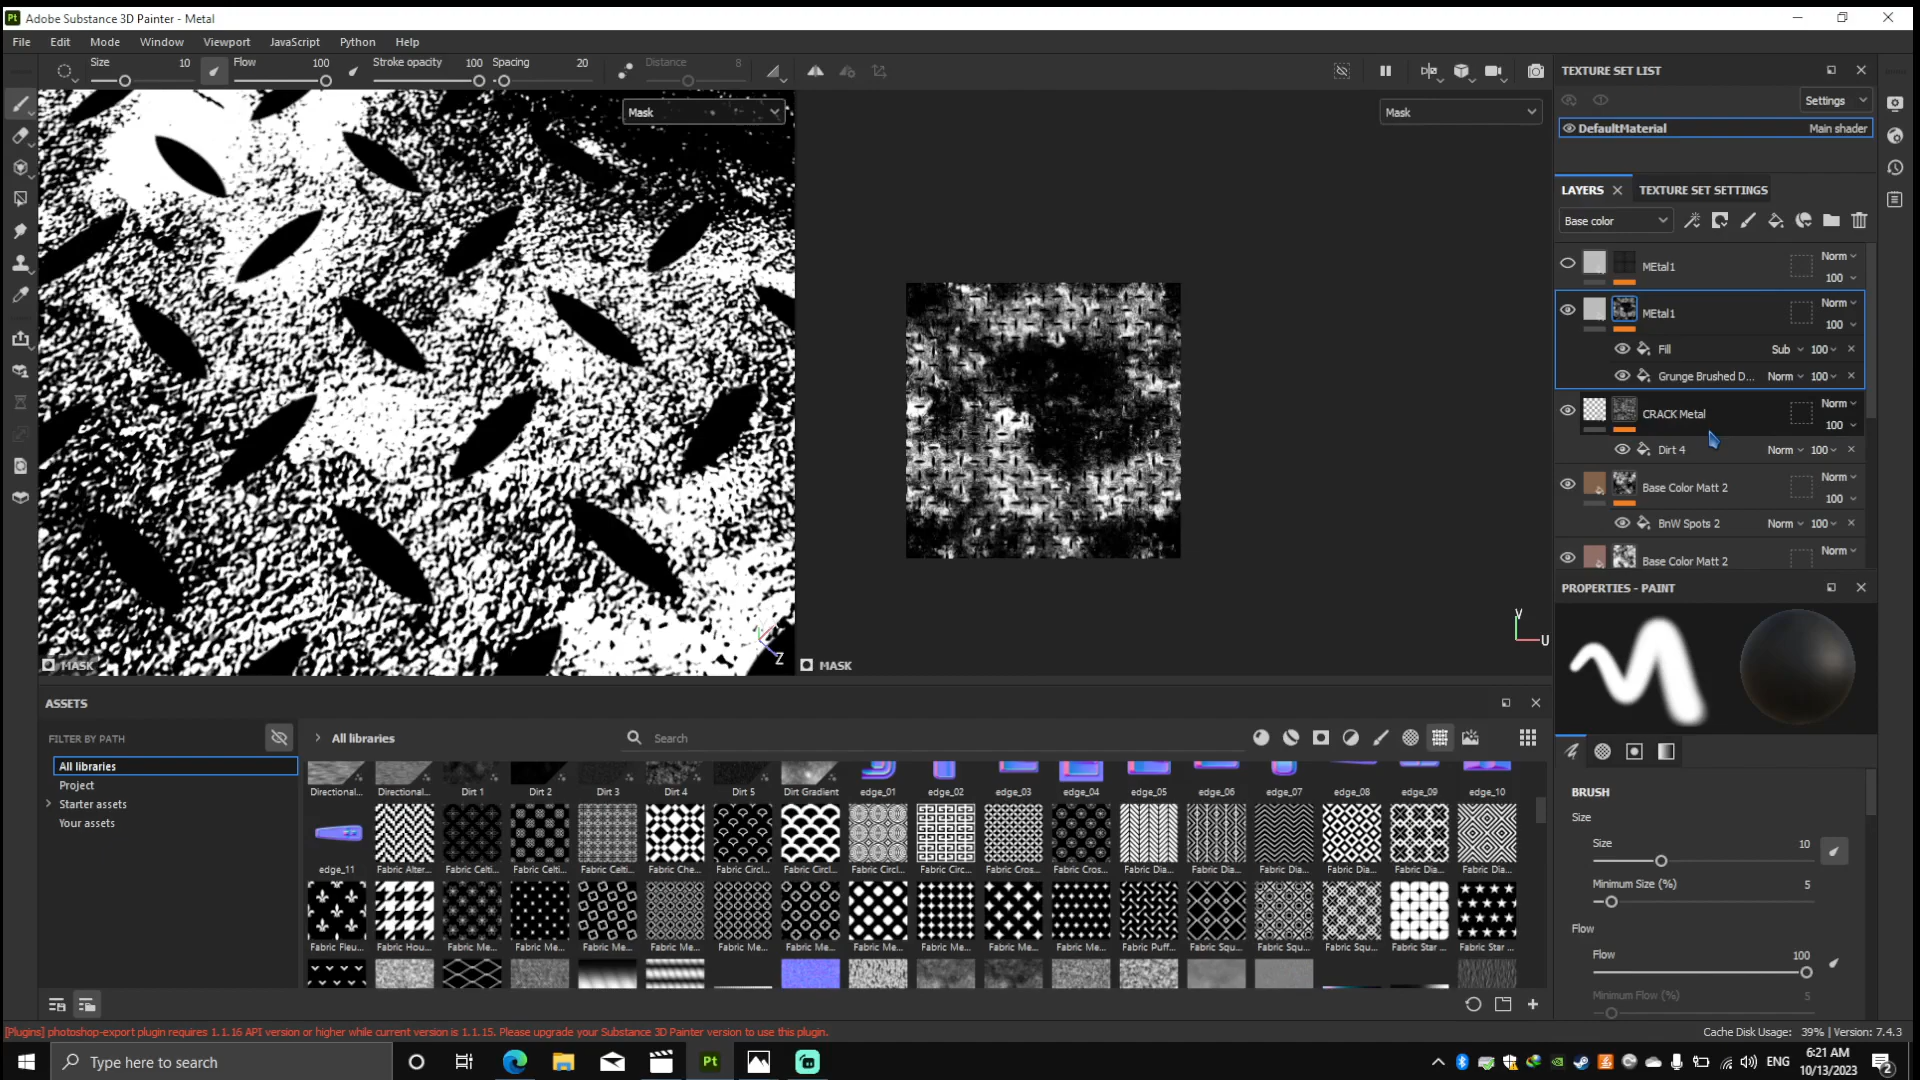 Adobe Substance 3D Painter - Metal
File Edit Mode Window Viewport JavaScript Python Help
Size 10 Flow 100 Stroke opacity 100 Spacing 20 Distance 8
Mask
Mask
Z
MASK
V
U
MASK
TEXTURE SET LIST
Settings
DefaultMaterial Main shader
LAYERS TEXTURE SET SETTINGS
Base color
MEtal1 Norm 100
MEtal1 Norm 100
Fill Sub 100
Grunge Brushed D... Norm 100
CRACK Metal Norm 100
Dirt 4 Norm 100
Base Color Matt 2 Norm 100
BnW Spots 2 Norm 100
Base Color Matt 2 Norm
PROPERTIES - PAINT
BRUSH
Size
Size 10
Minimum Size (%) 5
Flow
Flow 100
Minimum Flow (%) 5
ASSETS
FILTER BY PATH
All libraries
Project
Starter assets
Your assets
All libraries
Search
Directional... Directional... Dirt 1 Dirt 2 Dirt 3 Dirt 4 Dirt 5 Dirt Gradient edge_01 edge_02 edge_03 edge_04 edge_05 edge_06 edge_07 edge_08 edge_09 edge_10
edge_11 Fabric Alter... Fabric Celti... Fabric Celti... Fabric Celti... Fabric Che... Fabric Circl... Fabric Circl... Fabric Circl... Fabric Circ... Fabric Cros... Fabric Cros... Fabric Dia... Fabric Dia... Fabric Dia... Fabric Dia... Fabric Dia... Fabric Dia...
Fabric Fleu... Fabric Hou... Fabric Me... Fabric Me... Fabric Me... Fabric Me... Fabric Me... Fabric Me... Fabric Me... Fabric Me... Fabric Me... Fabric Me... Fabric Puff... Fabric Squ... Fabric Squ... Fabric Squ... Fabric Star ... Fabric Star ...
[Plugins] photoshop-export plugin requires 1.1.16 API version or higher while current version is 1.1.15. Please upgrade your Substance 3D Painter version to use this plugin.
Cache Disk Usage: 39% | Version: 7.4.3
Type here to search
Pt
ENG
6:21 AM
10/13/2023
2